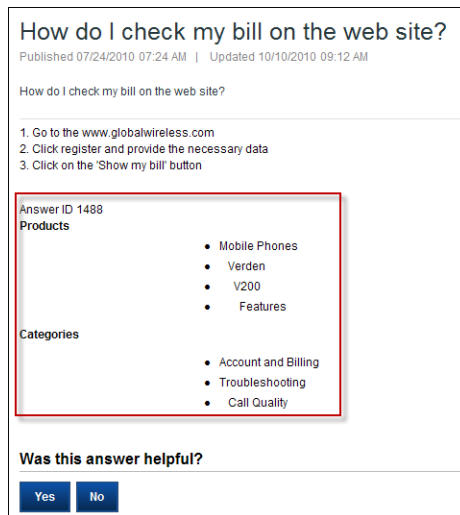 How do I check my bill on the web site?
Published 07/24/2010 07:24 AM | Updated 10/10/2010 09:12 AM
How do I check my bill on the web site?
1. Go to the www.globalwireless.com
2. Click register and provide the necessary data
3. Click on the 'Show my bill' button
Answer ID 1488
Products
• Mobile Phones
• Verden
• V200
• Features
Categories
• Account and Billing
• Troubleshooting
• Call Quality
Was this answer helpful?
Yes No